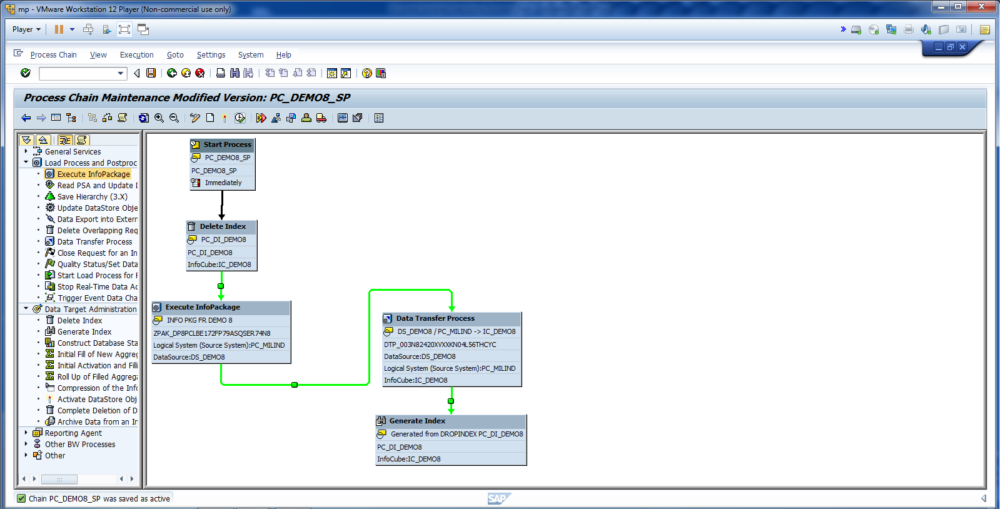 mp - VMware Workstation 12 Player (Non-commercial use only)
Player
Process Chain View Execution Goto Settings System Help
Process Chain Maintenance Modified Version: PC_DEMO8_SP
General Services
Load Process and Postproc
Execute InfoPackage
Read PSA and Update D
Save Hierarchy (3.X)
Update DataStore Obje
Data Export into Extern
Delete Overlapping Req
Data Transfer Process
Close Request for an In
Quality Status/Set Data
Start Load Process for R
Stop Real-Time Data Ac
Trigger Event Data Cha
Data Target Administration
Delete Index
Generate Index
Construct Database Sta
Initial Fill of New Aggreg
Initial Activation and Filli
Roll Up of Filled Aggrega
Compression of the Info
Activate DataStore Obj
Complete Deletion of D
Archive Data from an In
Reporting Agent
Other BW Processes
Other
Start Process
PC_DEMO8_SP
PC_DEMO8_SP
Immediately
Delete Index
PC_DI_DEMO8
PC_DI_DEMO8
InfoCube:IC_DEMO8
Execute InfoPackage
INFO PKG FR DEMO 8
ZPAK_DP8PCLBE172FP79ASQSER74N8
Logical System (Source System):PC_MILIND
DataSource:DS_DEMO8
Data Transfer Process
DS_DEMO8 / PC_MILIND -> IC_DEMO8
DTP_003N82420XVXXKN04L56THCYC
DataSource:DS_DEMO8
Logical System (Source System):PC_MILIND
InfoCube:IC_DEMO8
Generate Index
Generated from DROPINDEX PC_DI_DEMO8
PC_DI_DEMO8
InfoCube:IC_DEMO8
Chain PC_DEMO8_SP was saved as active
SAP